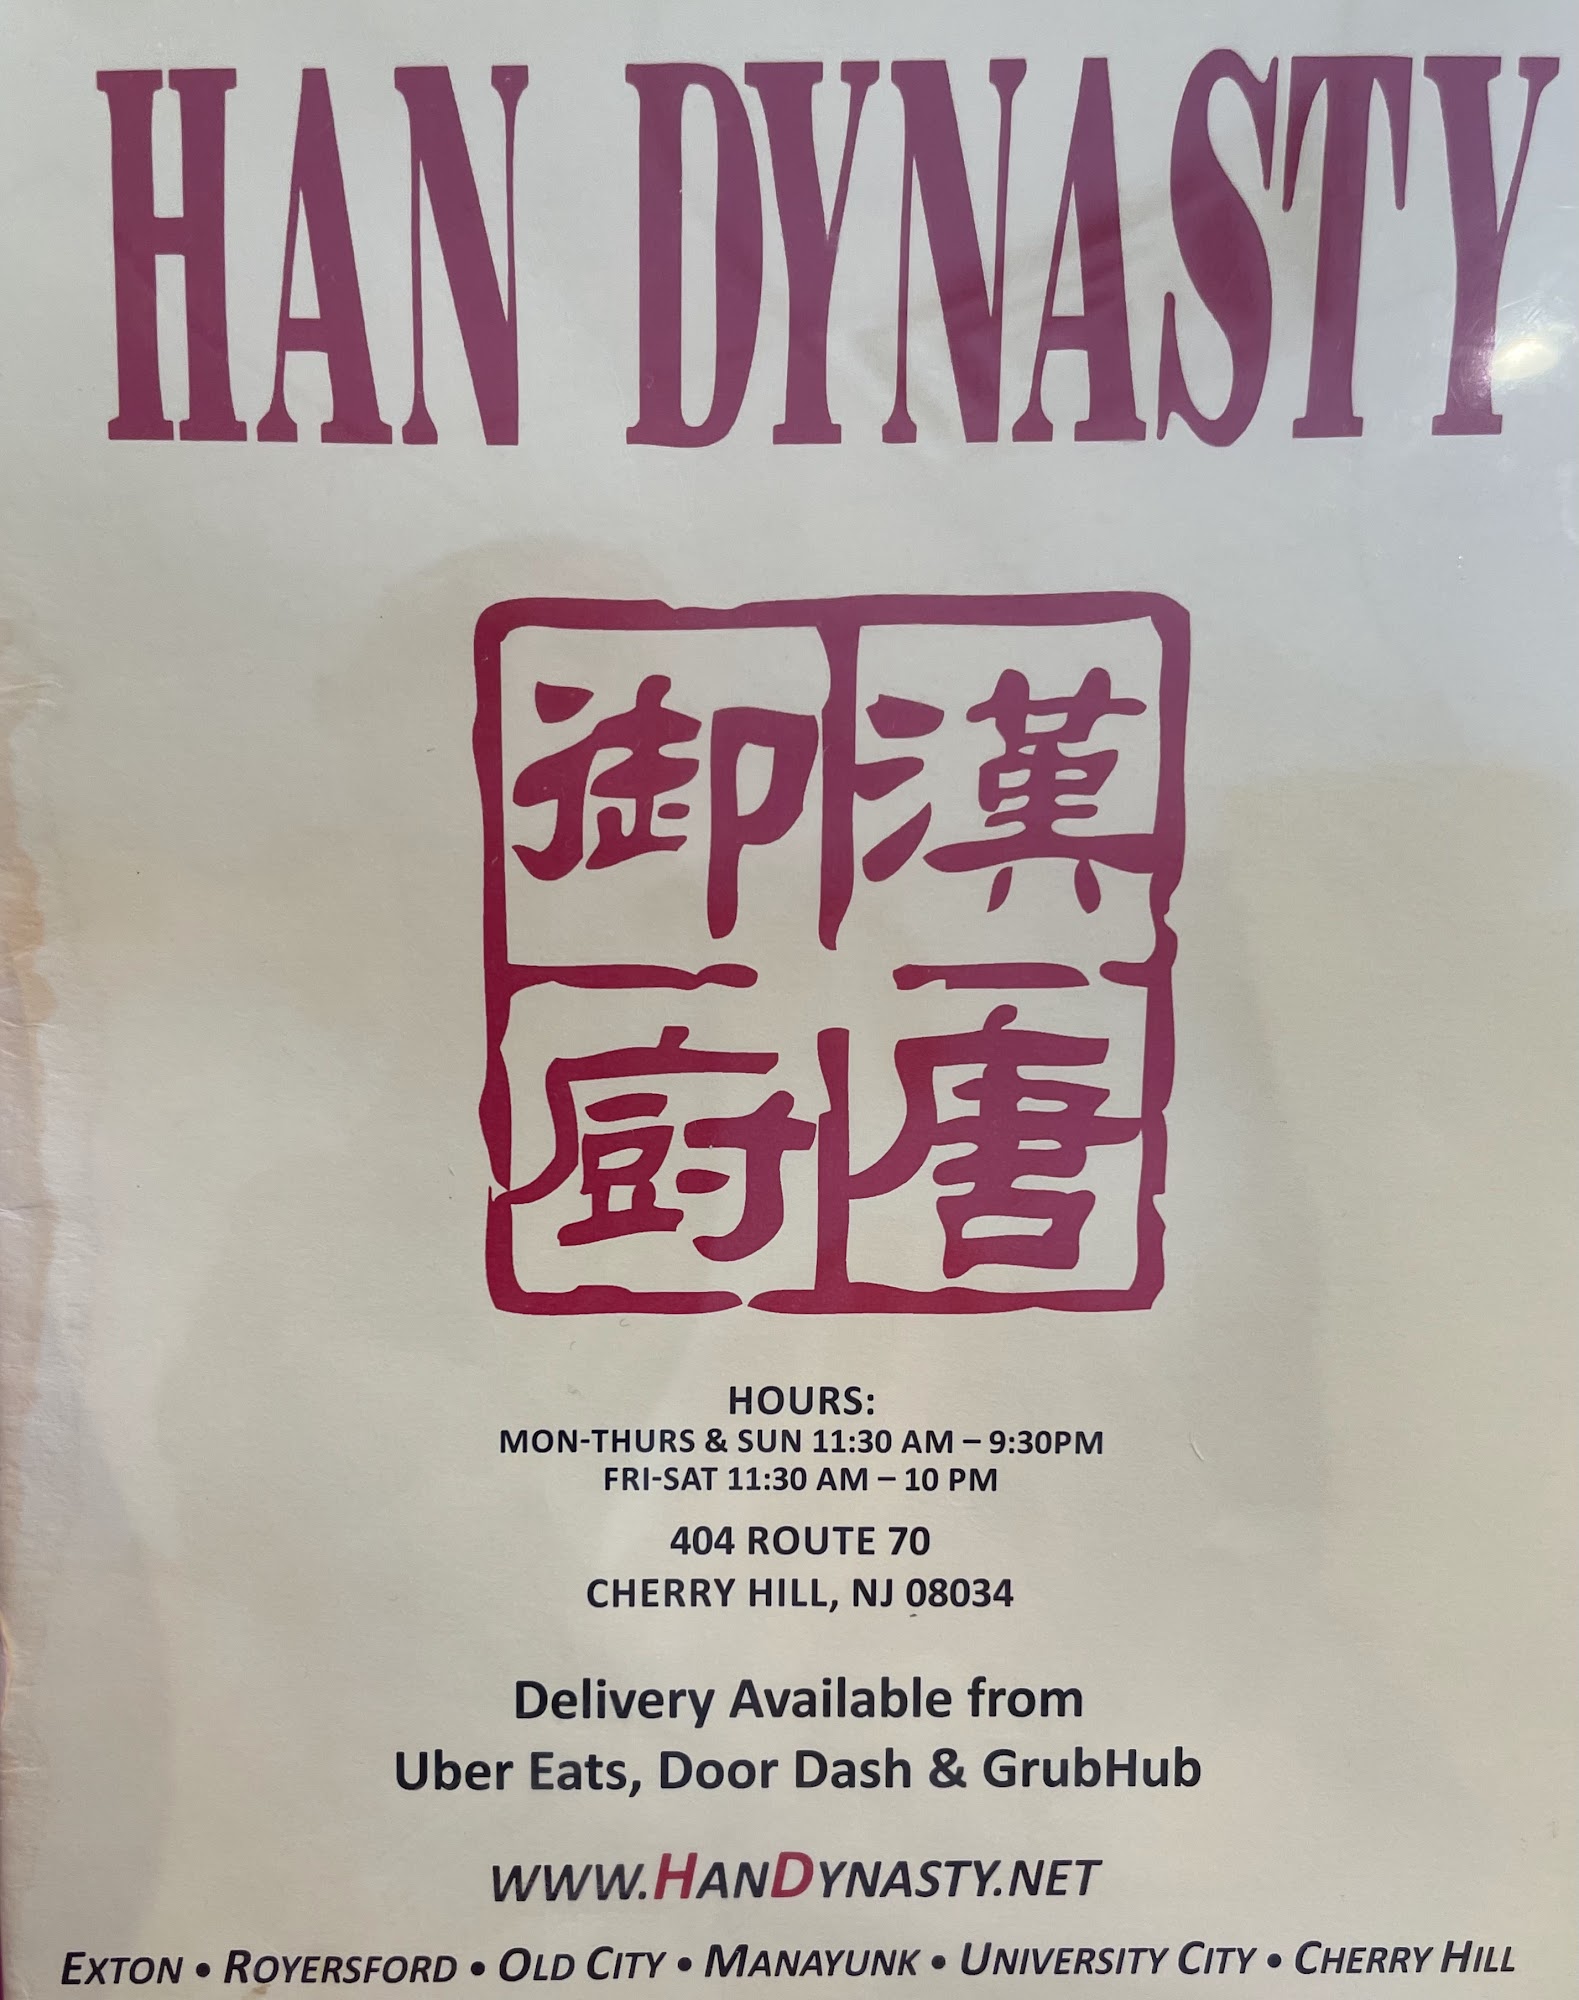 HAN DYNASTY
漢唐
御廚
HOURS:
MON-THURS & SUN 11:30 AM – 9:30PM
FRI-SAT 11:30 AM – 10 PM
404 ROUTE 70
CHERRY HILL, NJ 08034
Delivery Available from
Uber Eats, Door Dash & GrubHub
WWW.HANDYNASTY.NET
EXTON • ROYERSFORD • OLD CITY • MANAYUNK • UNIVERSITY CITY • CHERRY HILL